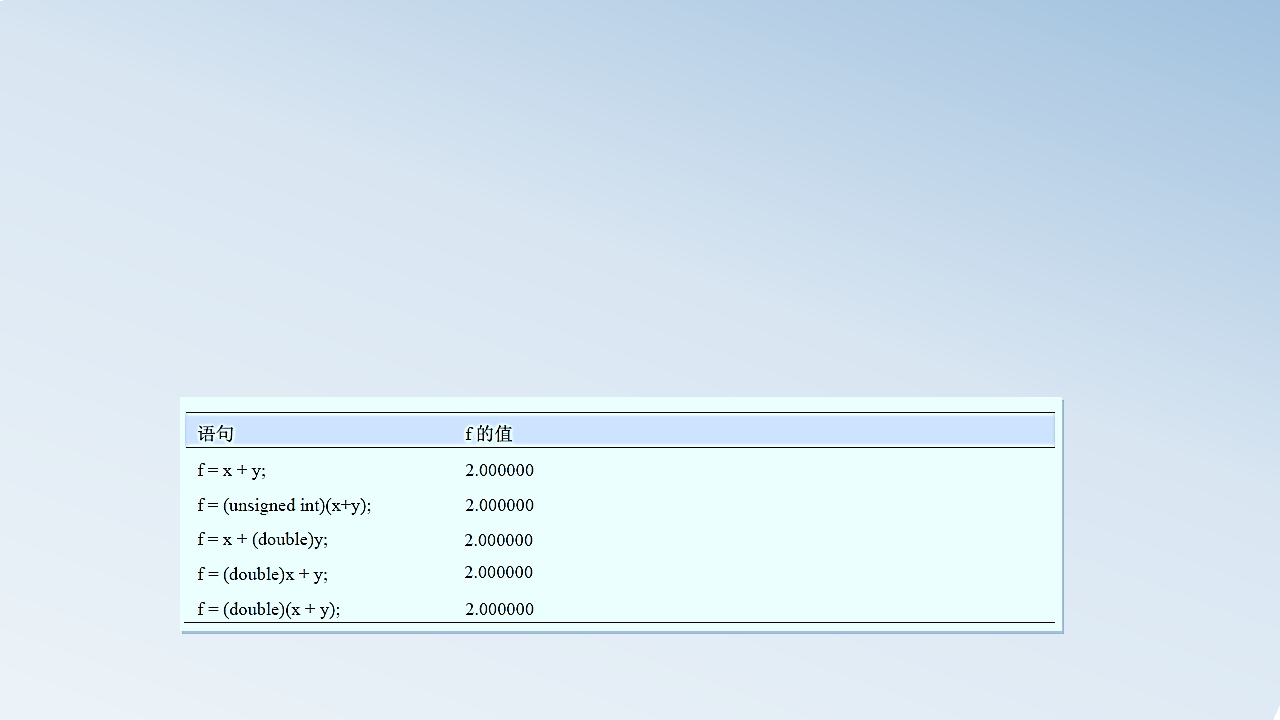 语句 f 的值
f = x + y; 2.000000
f = (unsigned int)(x+y); 2.000000
f = x + (double)y; 2.000000
f = (double)x + y; 2.000000
f = (double)(x + y); 2.000000